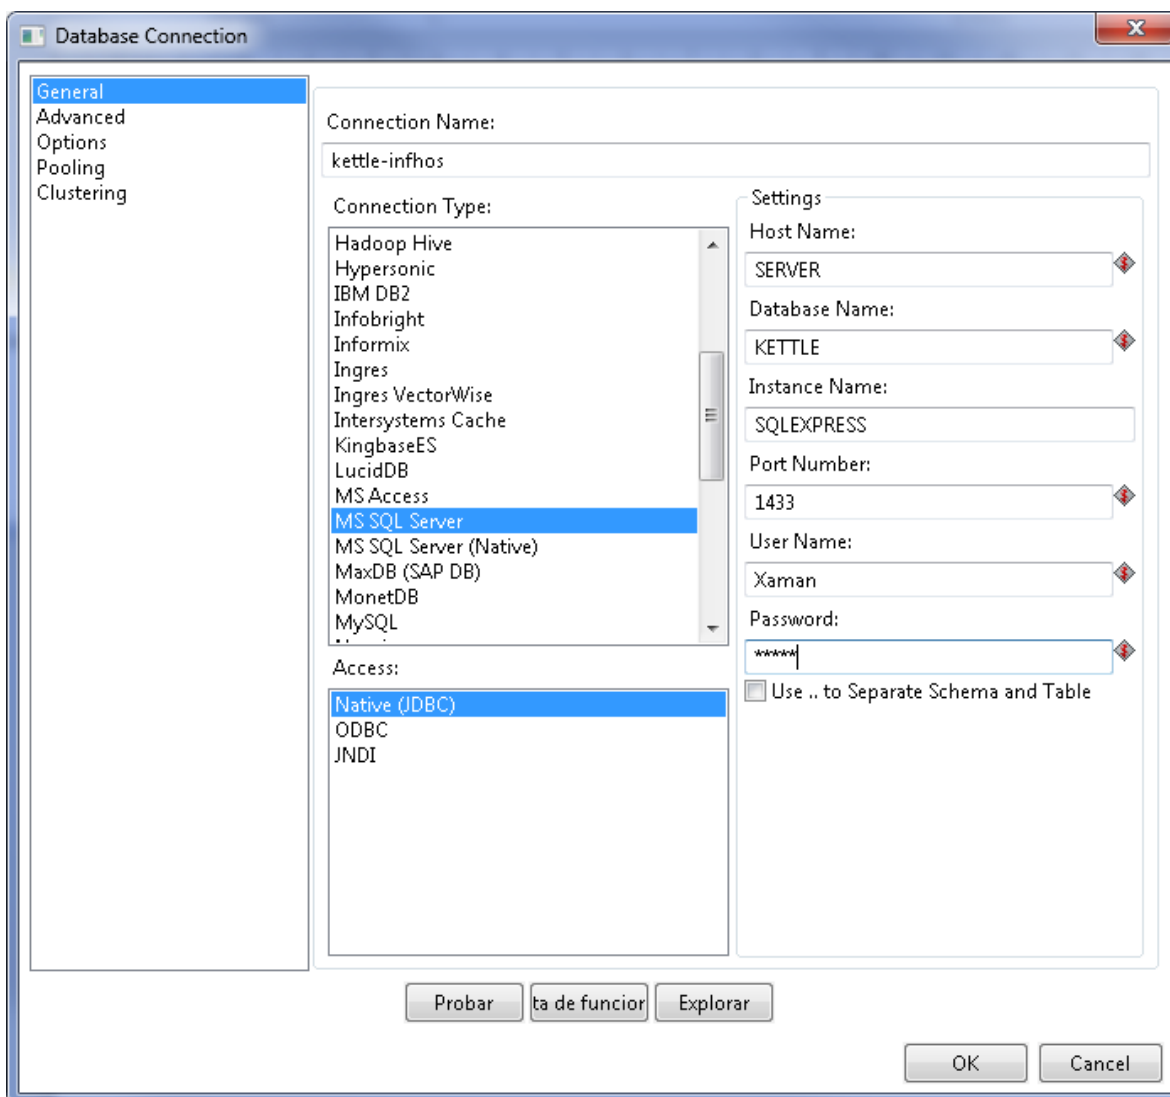 Database Connection
General
Advanced
Options
Pooling
Clustering
Connection Name:
kettle-infhos
Connection Type:
Hadoop Hive
Hypersonic
IBM DB2
Infobright
Informix
Ingres
Ingres VectorWise
Intersystems Cache
KingbaseES
LucidDB
MS Access
MS SQL Server
MS SQL Server (Native)
MaxDB (SAP DB)
MonetDB
MySQL
Access:
Native (JDBC)
ODBC
JNDI
Settings
Host Name:
SERVER
Database Name:
KETTLE
Instance Name:
SQLEXPRESS
Port Number:
1433
User Name:
Xaman
Password:
*****
Use .. to Separate Schema and Table
Probar
ta de funcior
Explorar
OK
Cancel